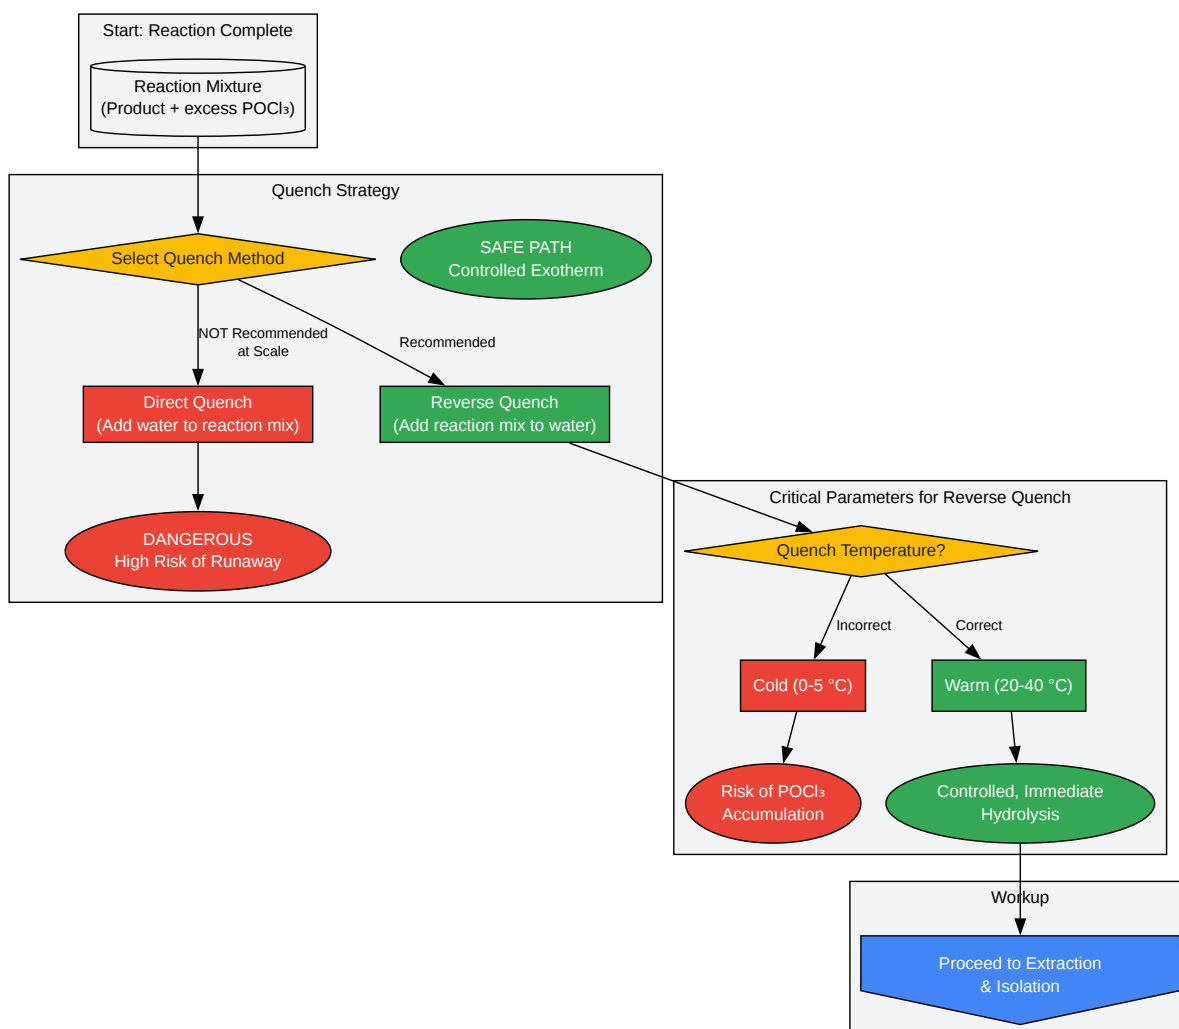 Start: Reaction Complete
Reaction Mixture
(Product + excess POCl₃)
Quench Strategy
Select Quench Method
SAFE PATH
Controlled Exotherm
NOT Recommended
at Scale
Recommended
Direct Quench
(Add water to reaction mix)
Reverse Quench
(Add reaction mix to water)
DANGEROUS
High Risk of Runaway
Critical Parameters for Reverse Quench
Quench Temperature?
Incorrect
Correct
Cold (0-5 °C)
Warm (20-40 °C)
Risk of POCl₃
Accumulation
Controlled, Immediate
Hydrolysis
Workup
Proceed to Extraction
& Isolation